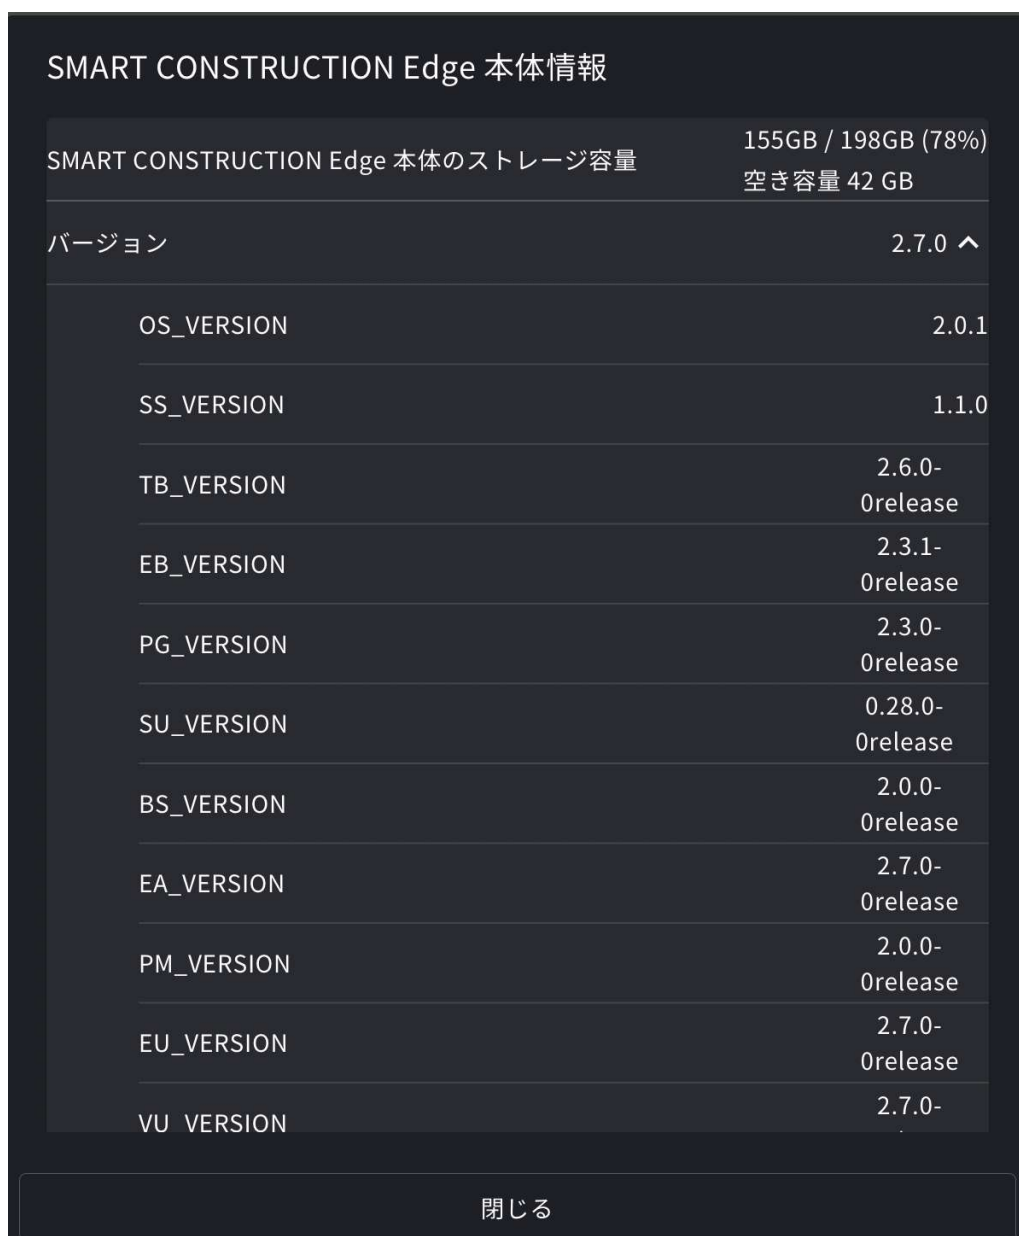 SMART CONSTRUCTION Edge 本体情報
SMART CONSTRUCTION Edge 本体のストレージ容量
155GB / 198GB (78%)
空き容量 42 GB
バージョン
2.7.0
OS_VERSION
2.0.1
SS_VERSION
1.1.0
TB_VERSION
2.6.0-
0release
EB_VERSION
2.3.1-
0release
PG_VERSION
2.3.0-
0release
SU_VERSION
0.28.0-
0release
BS_VERSION
2.0.0-
0release
EA_VERSION
2.7.0-
0release
PM_VERSION
2.0.0-
0release
EU_VERSION
2.7.0-
0release
VU_VERSION
2.7.0-
閉じる